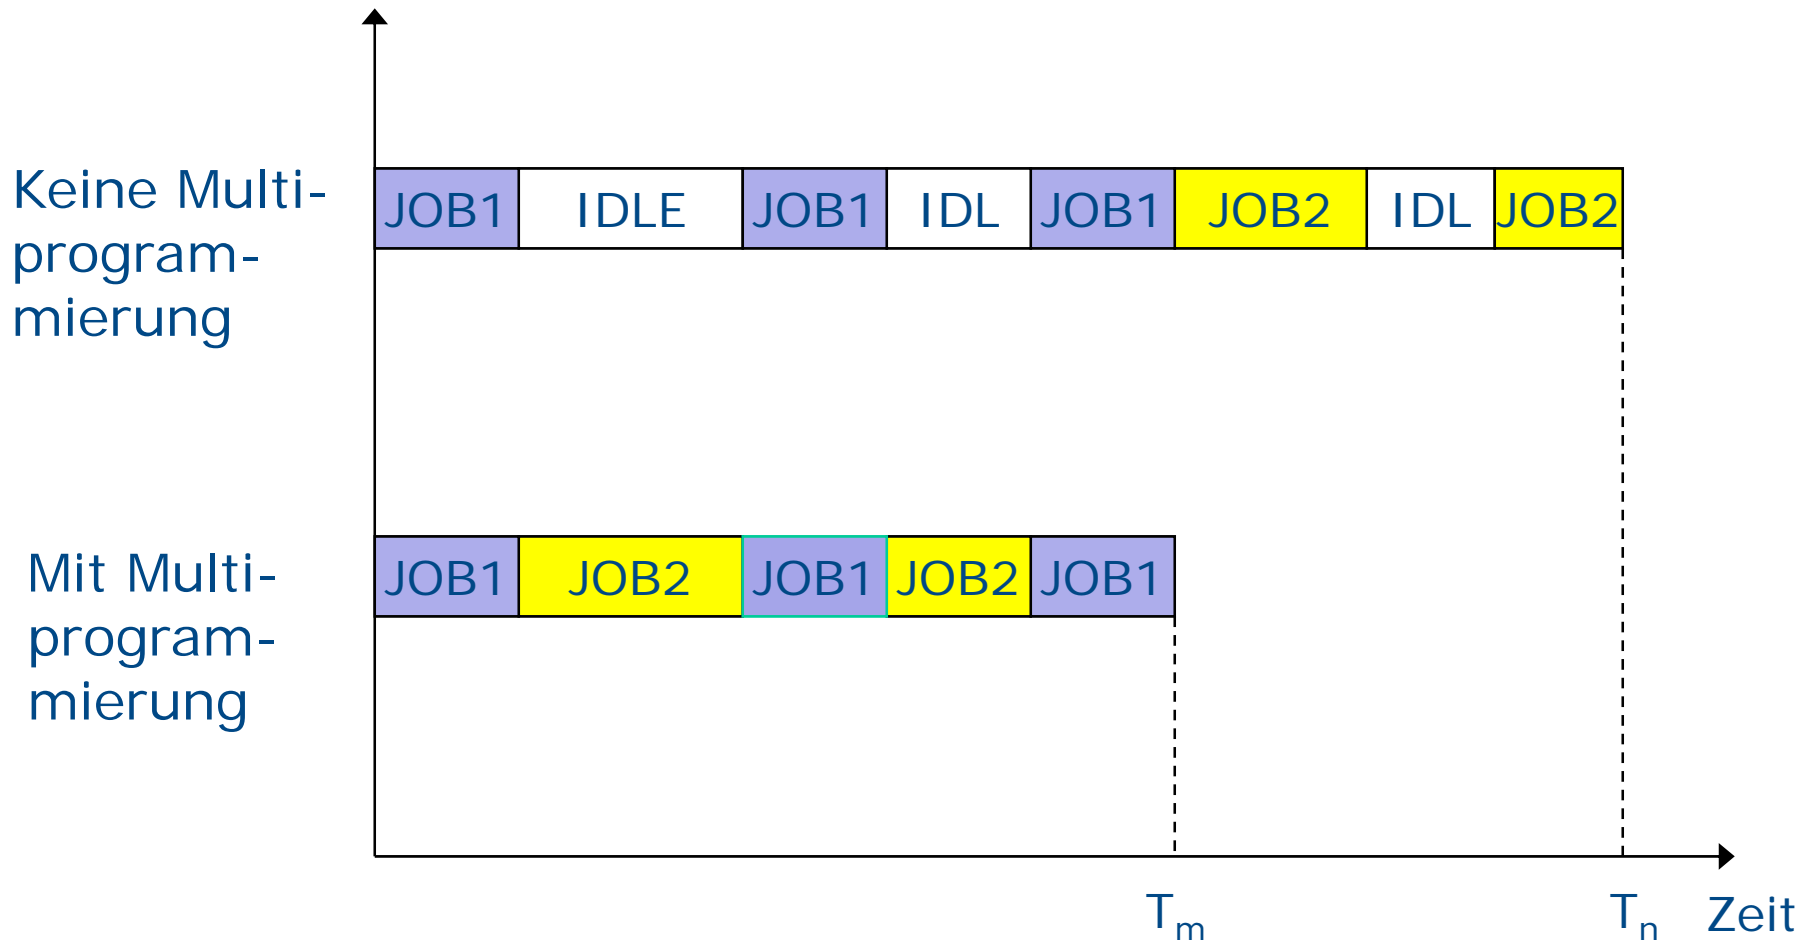 Keine Multi-
program-
mierung
JOB1 IDLE JOB1 IDL JOB1 JOB2 IDL JOB2
Mit Multi-
program-
mierung
JOB1 JOB2 JOB1 JOB2 JOB1
Tm Tn Zeit